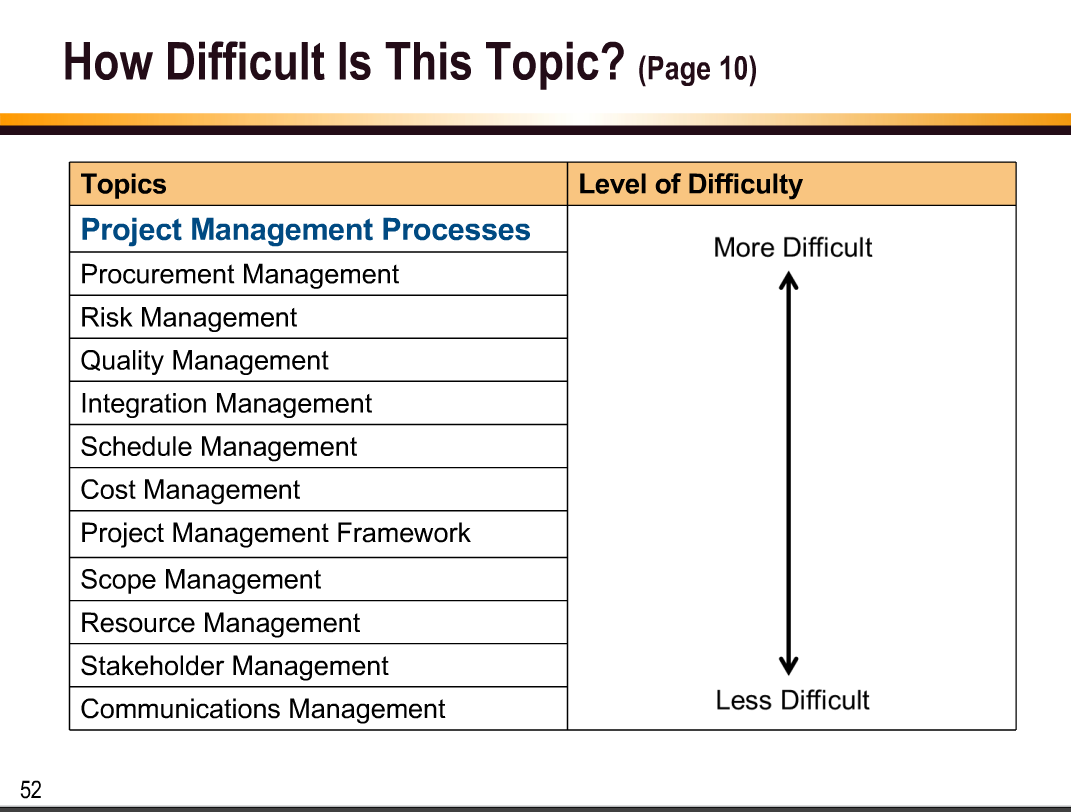 How Difficult Is This Topic? (Page 10)
Topics
Level of Difficulty
Project Management Processes
More Difficult
Procurement Management
Risk Management
Quality Management
Integration Management
Schedule Management
Cost Management
Project Management Framework
Scope Management
Resource Management
Stakeholder Management
Less Difficult
Communications Management
52